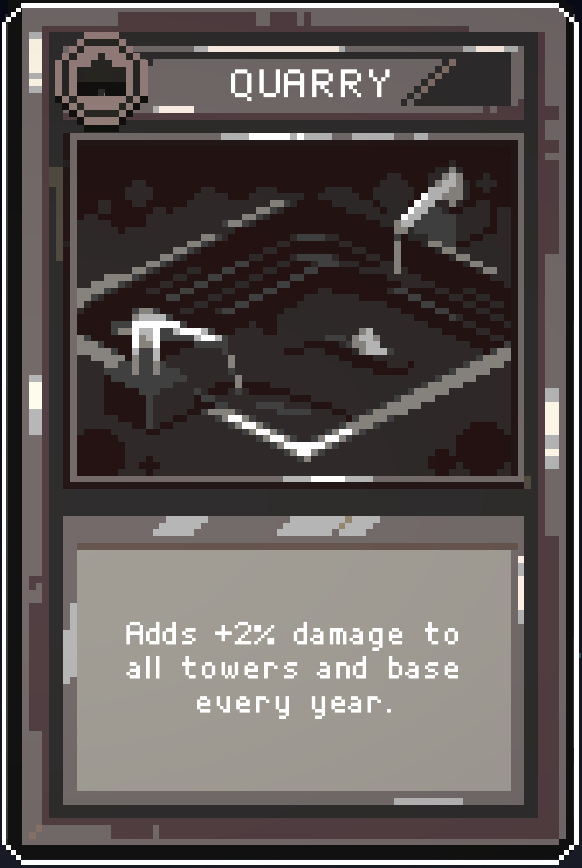 QUARRY
Adds +2% damage to
all towers and base
every year.